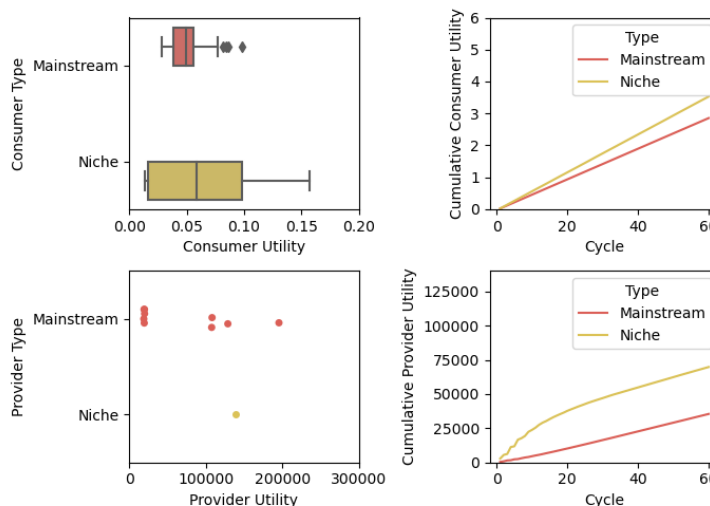 Consumer Type
Mainstream
Niche
0.00 0.05 0.10 0.15 0.20
Consumer Utility
Cumulative Consumer Utility
6
5
4
3
2
1
0
Type
Mainstream
Niche
0 20 40 60
Cycle
Provider Type
Mainstream
Niche
0 100000 200000 300000
Provider Utility
Cumulative Provider Utility
125000
100000
75000
50000
25000
0
Type
Mainstream
Niche
0 20 40 60
Cycle